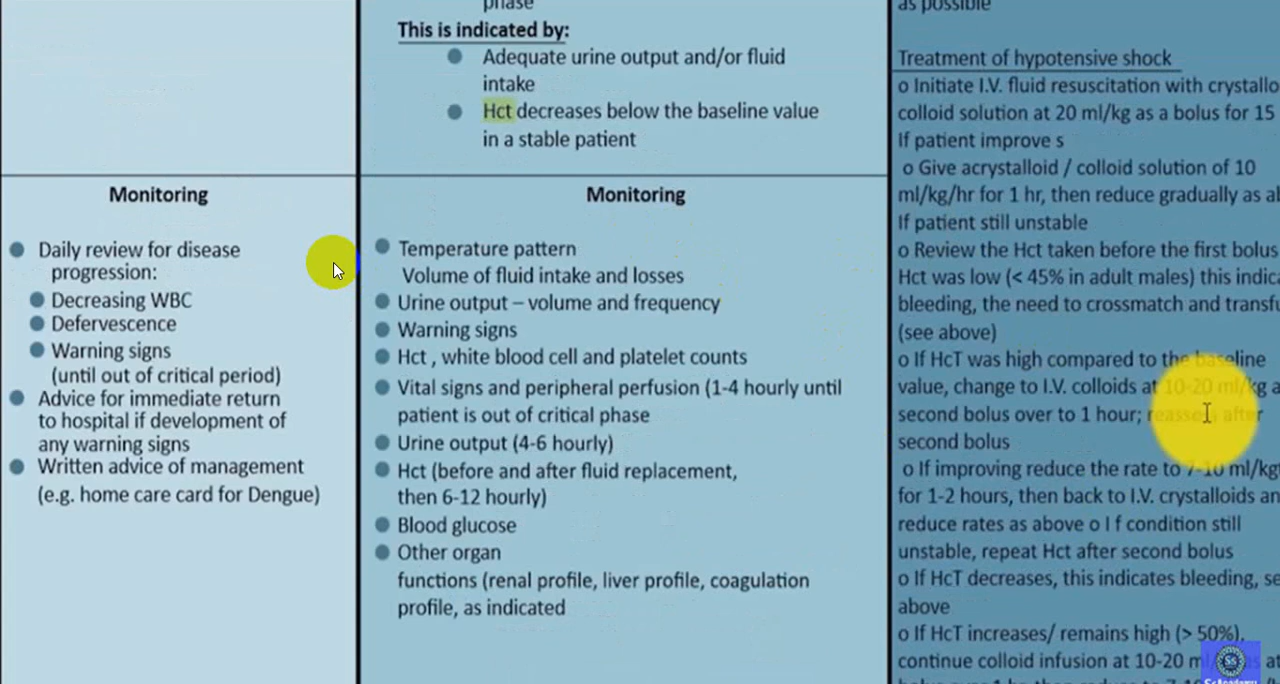 phase
This is indicated by:
Adequate urine output and/or fluid
intake
Hct decreases below the baseline value
in a stable patient
Monitoring
Daily review for disease
progression:
Decreasing WBC
Defervescence
Warning signs
(until out of critical period)
Advice for immediate return
to hospital if development of
any warning signs
Written advice of management
(e.g. home care card for Dengue)
Monitoring
Temperature pattern
Volume of fluid intake and losses
Urine output – volume and frequency
Warning signs
Hct , white blood cell and platelet counts
Vital signs and peripheral perfusion (1-4 hourly until
patient is out of critical phase
Urine output (4-6 hourly)
Hct (before and after fluid replacement,
then 6-12 hourly)
Blood glucose
Other organ
functions (renal profile, liver profile, coagulation
profile, as indicated
as possible
Treatment of hypotensive shock
o Initiate I.V. fluid resuscitation with crystallo
colloid solution at 20 ml/kg as a bolus for 15
If patient improve s
o Give acrystalloid / colloid solution of 10
ml/kg/hr for 1 hr, then reduce gradually as
If patient still unstable
o Review the Hct taken before the first bolus
Hct was low (< 45% in adult males) this indica
bleeding, the need to crossmatch and transfu
(see above)
o If HcT was high compared to the baseline
value, change to I.V. colloids at 10-20 ml/kg a
second bolus over to 1 hour; reassess after
second bolus
o If improving reduce the rate to 7-10 ml/kg
for 1-2 hours, then back to I.V. crystalloids an
reduce rates as above o I f condition still
unstable, repeat Hct after second bolus
o If HcT decreases, this indicates bleeding, se
above
o If HcT increases/ remains high (> 50%),
continue colloid infusion at 10-20